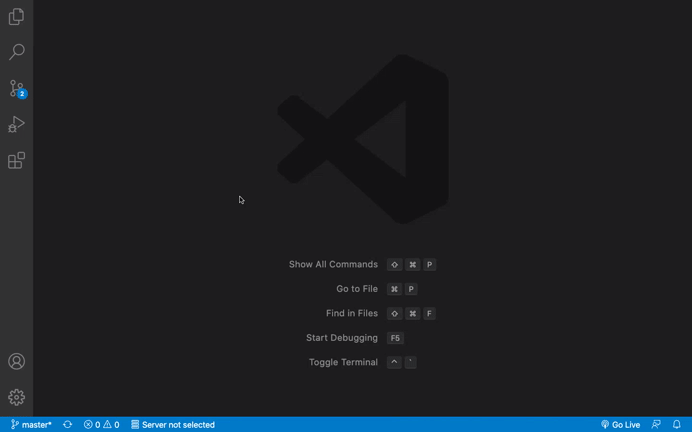 2
Show All Commands ⇧ ⌘ P
Go to File ⌘ P
Find in Files ⇧ ⌘ F
Start Debugging F5
Toggle Terminal ^ `
master* 0 0 Server not selected Go Live